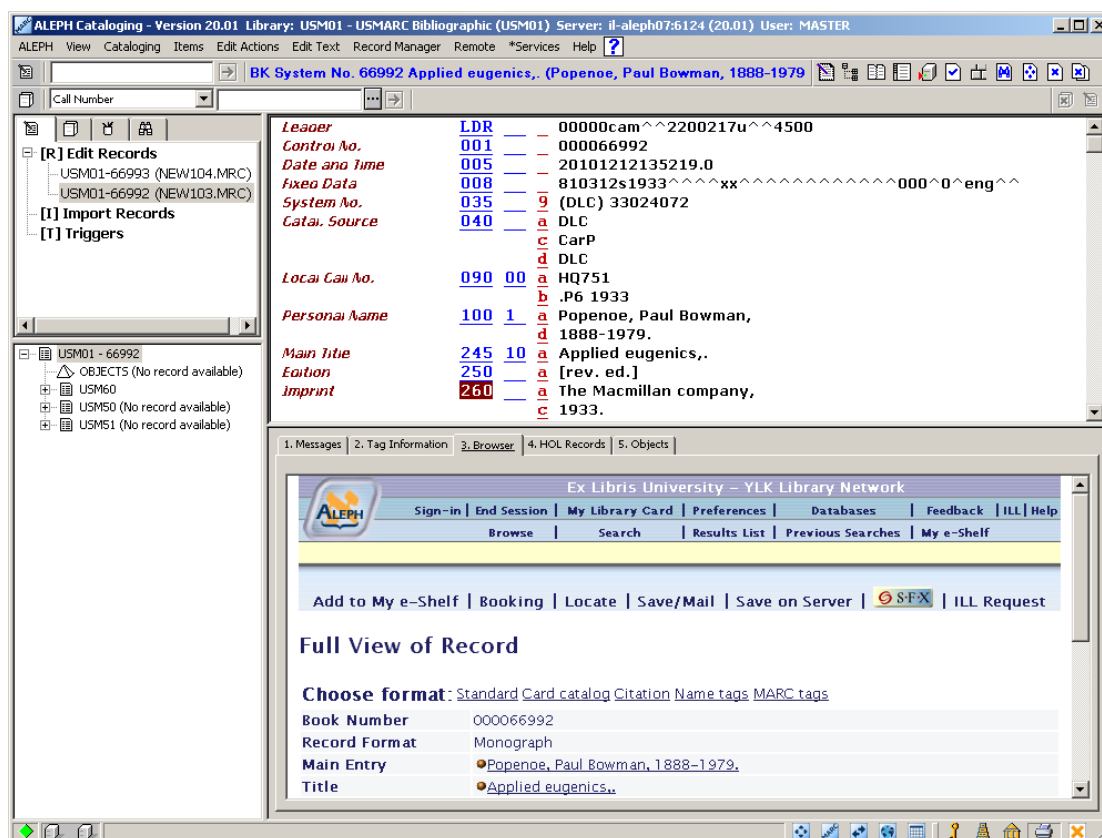 ALEPH Cataloging - Version 20.01 Library: USM01 - USMARC Bibliographic (USM01) Server: il-aleph07:6124 (20.01) User: MASTER
ALEPH View Cataloging Items Edit Actions Edit Text Record Manager Remote *Services Help ?
BK System No. 66992 Applied eugenics,. (Popenoe, Paul Bowman, 1888-1979
Call Number ...
[R] Edit Records
USM01-66993 (NEW104.MRC)
USM01-66992 (NEW103.MRC)
[I] Import Records
[T] Triggers
USM01 - 66992
OBJECTS (No record available)
USM60
USM50 (No record available)
USM51 (No record available)
Leader LDR __ _ 00000cam^^2200217u^^4500
Control No. 001 __ _ 000066992
Date and Time 005 __ _ 20101212135219.0
Fixed Data 008 __ _ 810312s1933^^^^xx^^^^^^^^^^^^^000^0^eng^^
System No. 035 __ 9 (DLC) 33024072
Catal. Source 040 __ a DLC
c CarP
d DLC
Local Call No. 090 00 a HQ751
b .P6 1933
Personal Name 100 1_ a Popenoe, Paul Bowman,
d 1888-1979.
Main Title 245 10 a Applied eugenics,.
Edition 250 __ a [rev. ed.]
Imprint 260 __ a The Macmillan company,
c 1933.
1. Messages 2. Tag Information 3. Browser 4. HOL Records 5. Objects
Ex Libris University – YLK Library Network
ALEPH
Sign-in | End Session | My Library Card | Preferences | Databases | Feedback | ILL | Help
Browse | Search | Results List | Previous Searches | My e-Shelf
Add to My e-Shelf | Booking | Locate | Save/Mail | Save on Server | S·F·X | ILL Request
Full View of Record
Choose format: Standard Card catalog Citation Name tags MARC tags
Book Number 000066992
Record Format Monograph
Main Entry Popenoe, Paul Bowman, 1888-1979.
Title Applied eugenics,.